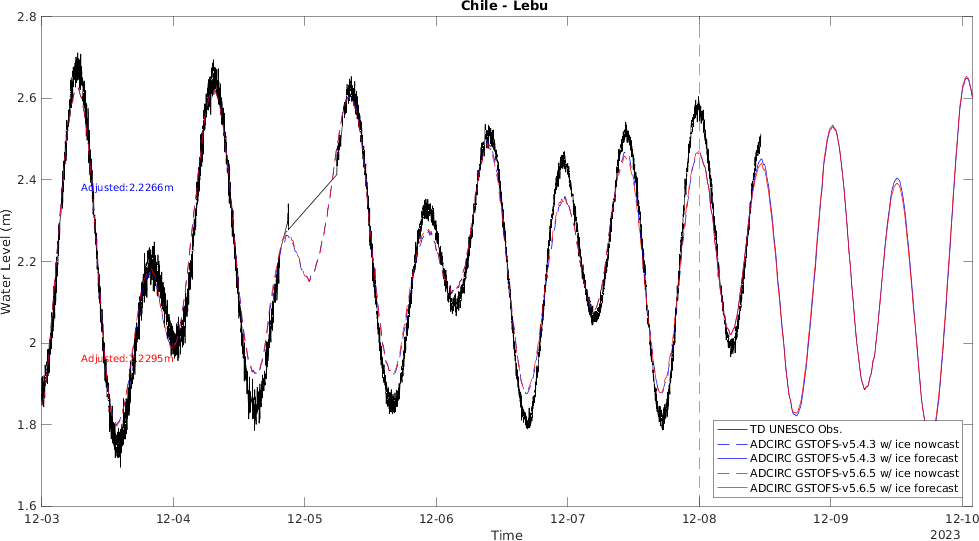 Chile - Lebu
2.8
2.6
2.4
2.2
2
1.8
1.6
Water Level (m)
Adjusted:2.2266m
Adjusted:2.2295m
TD UNESCO Obs.
ADCIRC GSTOFS-v5.4.3 w/ ice nowcast
ADCIRC GSTOFS-v5.4.3 w/ ice forecast
ADCIRC GSTOFS-v5.6.5 w/ ice nowcast
ADCIRC GSTOFS-v5.6.5 w/ ice forecast
12-03 12-04 12-05 12-06 12-07 12-08 12-09 12-10
Time
2023